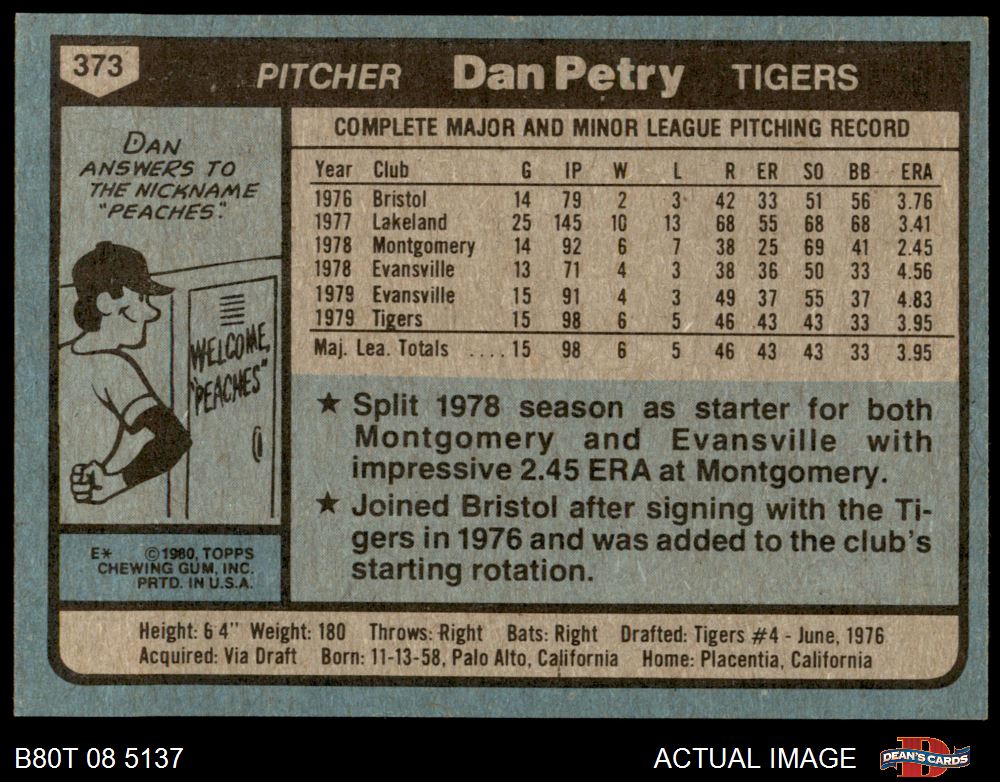 373
PITCHER Dan Petry TIGERS
DAN
ANSWERS TO
THE NICKNAME
"PEACHES".
WELCOME,
"PEACHES"
E* ©1980, TOPPS
CHEWING GUM, INC.
PRTD. IN U.S.A.
COMPLETE MAJOR AND MINOR LEAGUE PITCHING RECORD
Year Club G IP W L R ER SO BB ERA
1976 Bristol 14 79 2 3 42 33 51 56 3.76
1977 Lakeland 25 145 10 13 68 55 68 68 3.41
1978 Montgomery 14 92 6 7 38 25 69 41 2.45
1978 Evansville 13 71 4 3 38 36 50 33 4.56
1979 Evansville 15 91 4 3 49 37 55 37 4.83
1979 Tigers 15 98 6 5 46 43 43 33 3.95
Maj. Lea. Totals ....15 98 6 5 46 43 43 33 3.95
★ Split 1978 season as starter for both
Montgomery and Evansville with
impressive 2.45 ERA at Montgomery.
★ Joined Bristol after signing with the Ti-
gers in 1976 and was added to the club's
starting rotation.
Height: 6 4" Weight: 180 Throws: Right Bats: Right Drafted: Tigers #4 - June, 1976
Acquired: Via Draft Born: 11-13-58, Palo Alto, California Home: Placentia, California
B80T 08 5137
ACTUAL IMAGE
DEAN'S CARDS